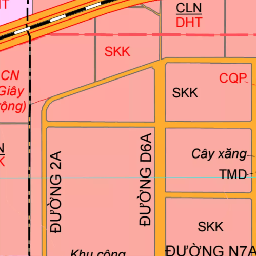 HT
CLN
DHT
SKK
CN
Giấy
ộng)
CQP
SKK
Cây xăng
TMD
ĐƯỜNG 2A
ĐƯỜNG D6A
SKK
Khu công
ĐƯỜNG N7A